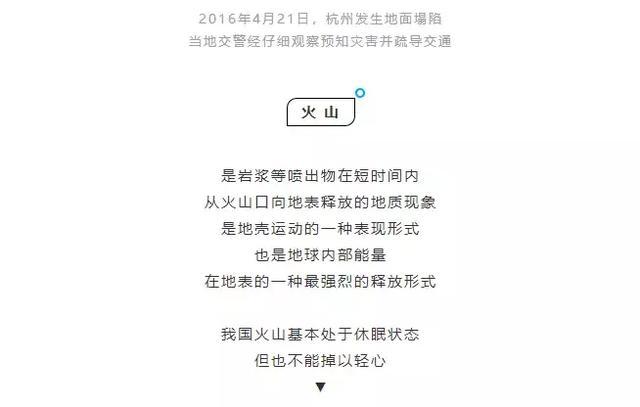 2016年4月21日，杭州发生地面塌陷
当地交警经仔细观察预知灾害并疏导交通
火山
是岩浆等喷出物在短时间内
从火山口向地表释放的地质现象
是地壳运动的一种表现形式
也是地球内部能量
在地表的一种最强烈的释放形式
我国火山基本处于休眠状态
但也不能掉以轻心